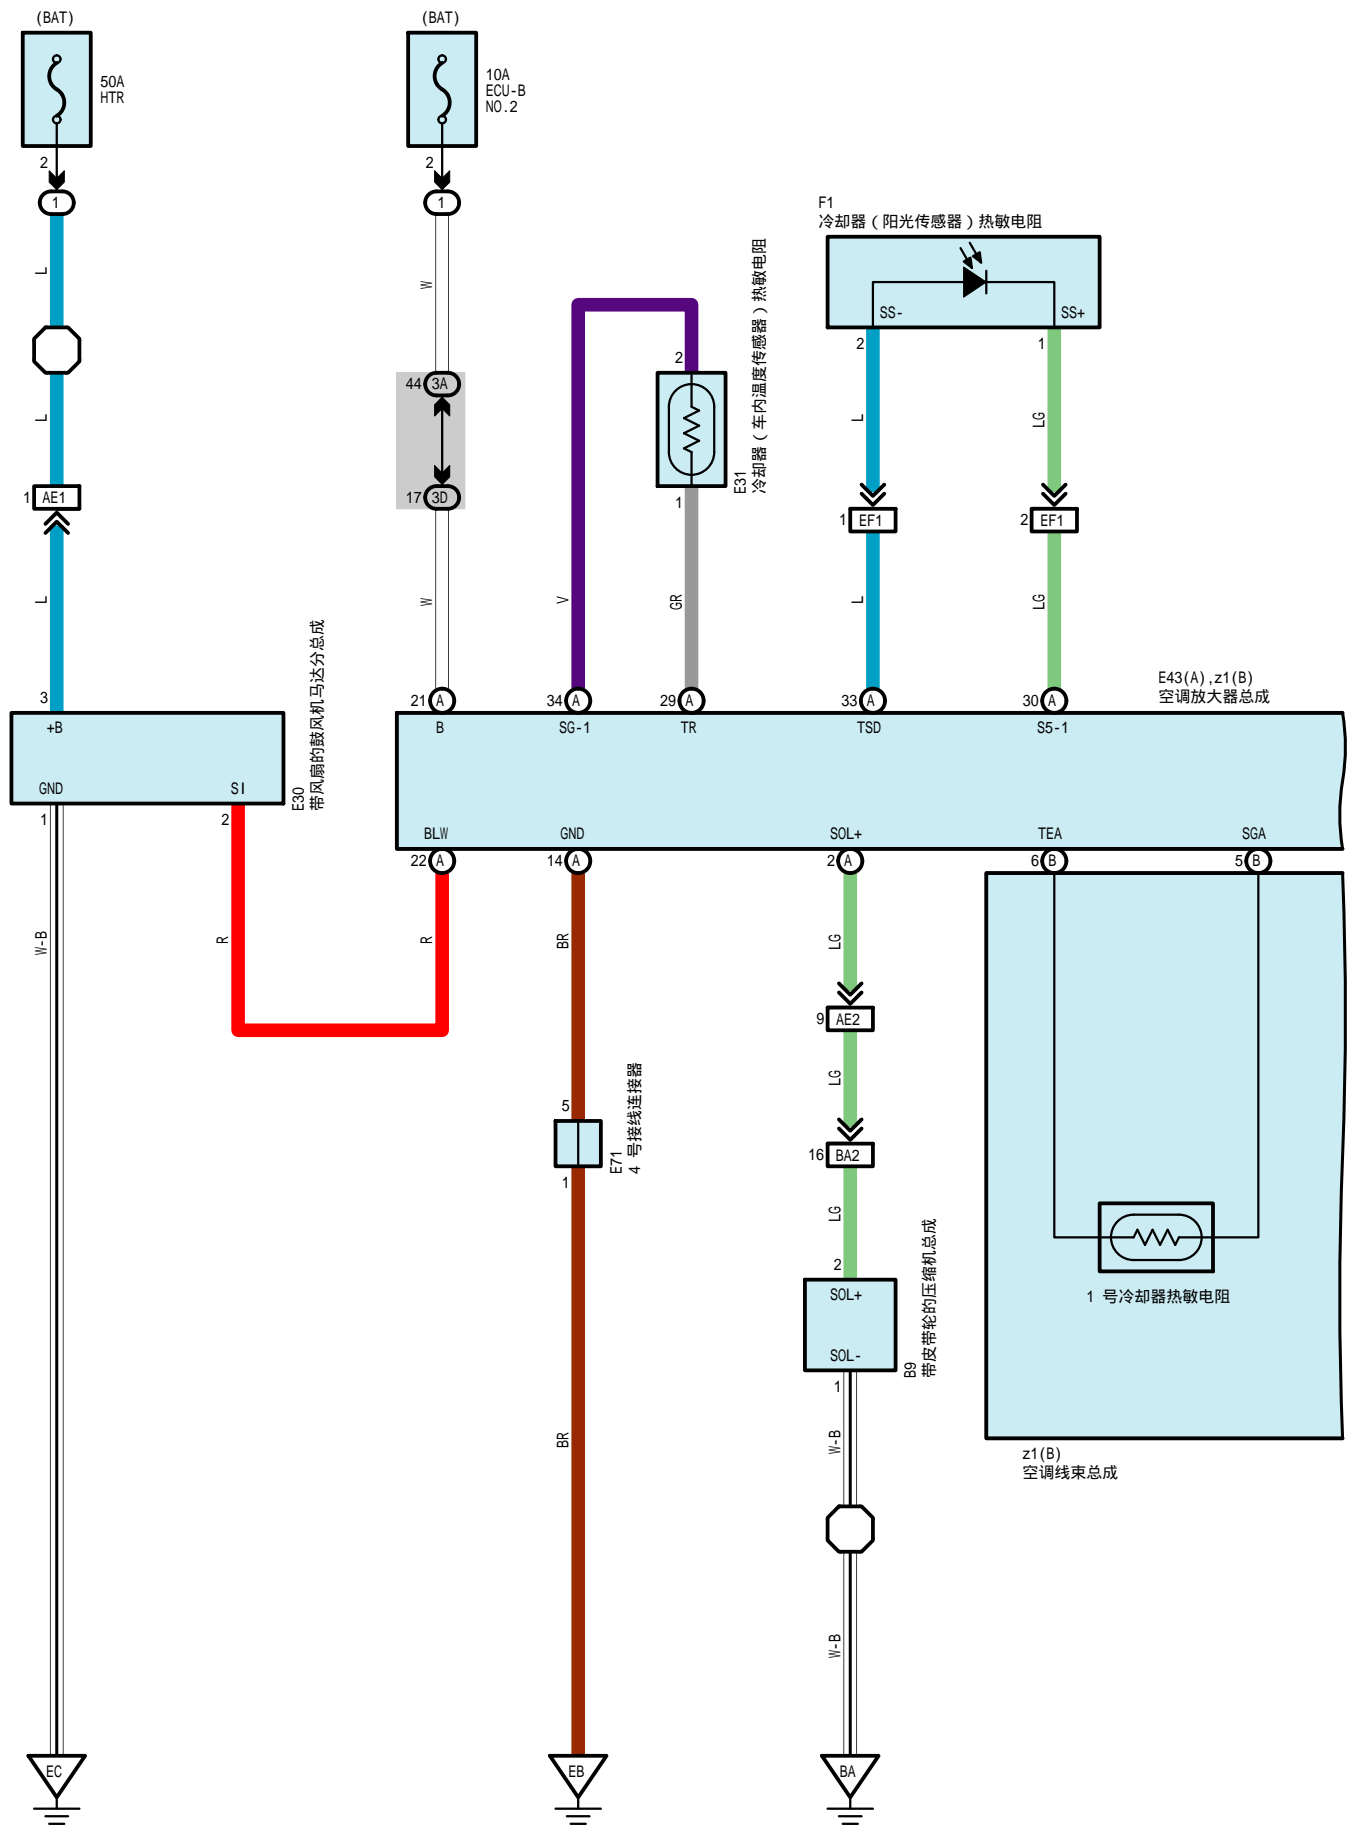 (BAT)
50A
HTR
2
1
L
L
1 AE1
L
3
+B
GND
SI
1
2
E30
带风扇的鼓风机马达分总成
W-B
R
EC
(BAT)
10A
ECU-B
NO.2
2
1
W
44 3A
17 3D
W
21 A
B
V
34 A
SG-1
2
1
E31
冷却器（车内温度传感器）热敏电阻
GR
29 A
TR
F1
冷却器（阳光传感器）热敏电阻
SS-
SS+
2
1
L
LG
1 EF1
2 EF1
L
LG
33 A
30 A
TSD
S5-1
E43(A),z1(B)
空调放大器总成
BLW
GND
SOL+
TEA
SGA
22 A
14 A
2 A
6 B
5 B
R
BR
LG
9 AE2
LG
5
1
E71
4 号接线连接器
16 BA2
LG
2
SOL+
SOL-
B9
带皮带轮的压缩机总成
1
1 号冷却器热敏电阻
BR
W-B
z1(B)
空调线束总成
W-B
EB
BA